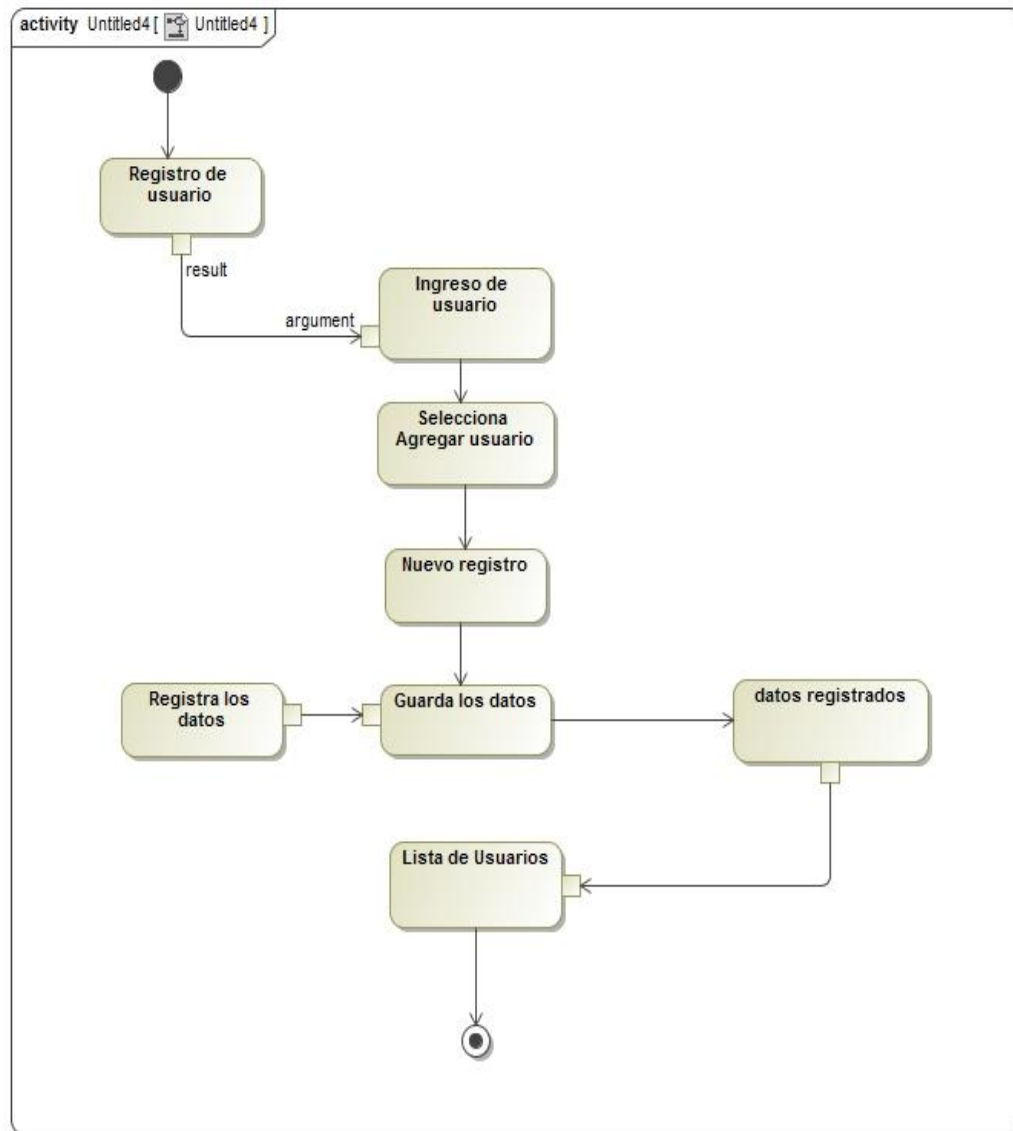 activity Untitled4 [ Untitled4 ]
Registro de
usuario
result
argument
Ingreso de
usuario
Selecciona
Agregar usuario
Nuevo registro
Registra los
datos
Guarda los datos
datos registrados
Lista de Usuarios